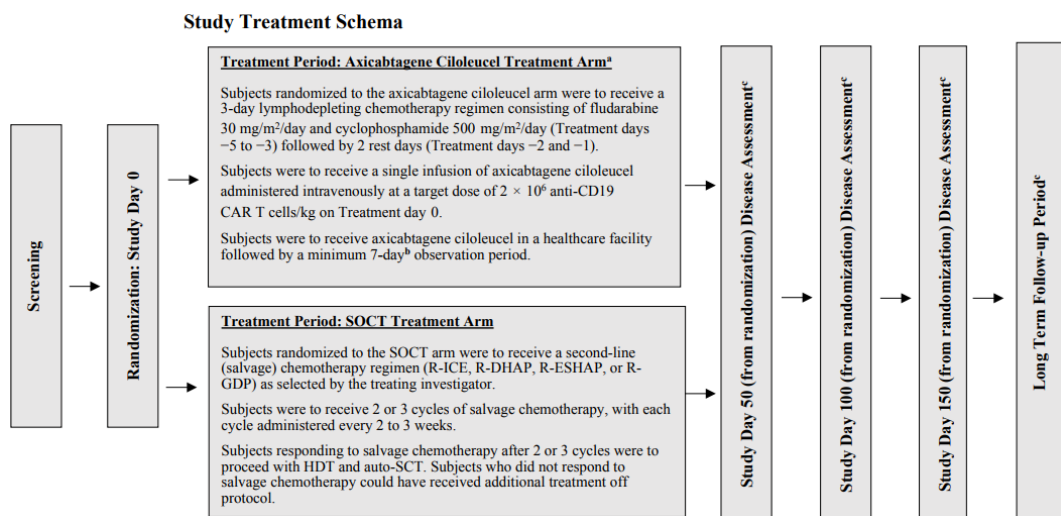 Study Treatment Schema
Screening
Randomization: Study Day 0
Treatment Period: Axicabtagene Ciloleucel Treatment Armᵃ
Subjects randomized to the axicabtagene ciloleucel arm were to receive a
3-day lymphodepleting chemotherapy regimen consisting of fludarabine
30 mg/m²/day and cyclophosphamide 500 mg/m²/day (Treatment days
−5 to −3) followed by 2 rest days (Treatment days −2 and −1).
Subjects were to receive a single infusion of axicabtagene ciloleucel
administered intravenously at a target dose of 2 × 10⁶ anti-CD19
CAR T cells/kg on Treatment day 0.
Subjects were to receive axicabtagene ciloleucel in a healthcare facility
followed by a minimum 7-dayᵇ observation period.
Treatment Period: SOCT Treatment Arm
Subjects randomized to the SOCT arm were to receive a second-line
(salvage) chemotherapy regimen (R-ICE, R-DHAP, R-ESHAP, or R-
GDP) as selected by the treating investigator.
Subjects were to receive 2 or 3 cycles of salvage chemotherapy, with each
cycle administered every 2 to 3 weeks.
Subjects responding to salvage chemotherapy after 2 or 3 cycles were to
proceed with HDT and auto-SCT. Subjects who did not respond to
salvage chemotherapy could have received additional treatment off
protocol.
Study Day 50 (from randomization) Disease Assessmentᶜ
Study Day 100 (from randomization) Disease Assessmentᶜ
Study Day 150 (from randomization) Disease Assessmentᶜ
Long Term Follow-up Periodᶜ